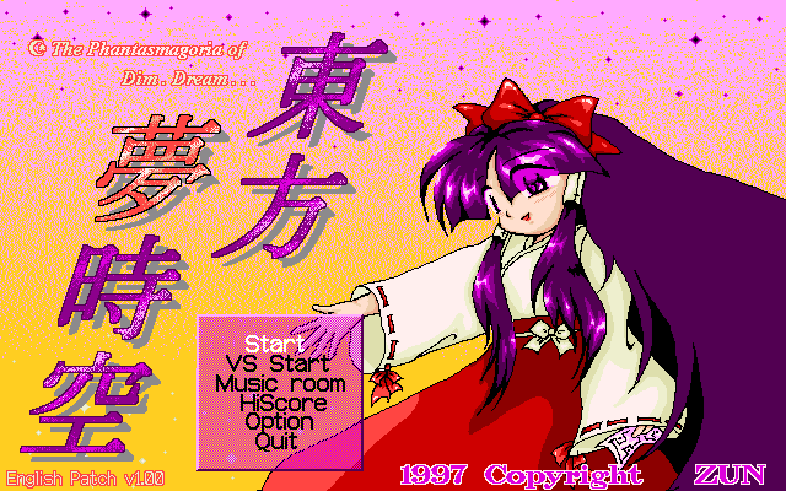 © The Phantasmagoria of
Dim. Dream...
東方
夢時空
Start
VS Start
Music room
HiScore
Option
Quit
English Patch v1.00
1997 Copyright ZUN